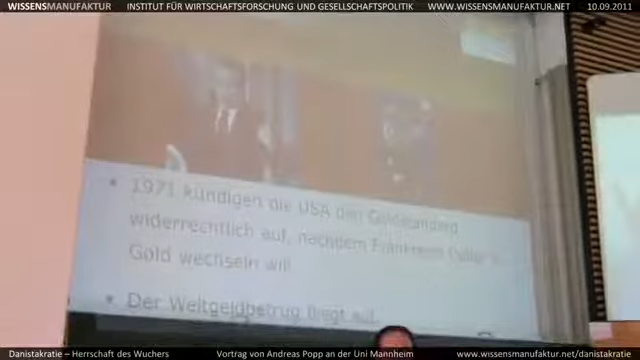 WISSENSMANUFAKTUR INSTITUT FÜR WIRTSCHAFTSFORSCHUNG UND GESELLSCHAFTSPOLITIK WWW.WISSENSMANUFAKTUR.NET 10.09.2011
• 1971 kündigen die USA den Goldstandard
widerrechtlich auf, nachdem Frankreich
Gold wechseln will
• Der Weltgeldbetrug fliegt auf.
Danistakratie – Herrschaft des Wuchers Vortrag von Andreas Popp an der Uni Mannheim www.wissensmanufaktur.net/danistakratie